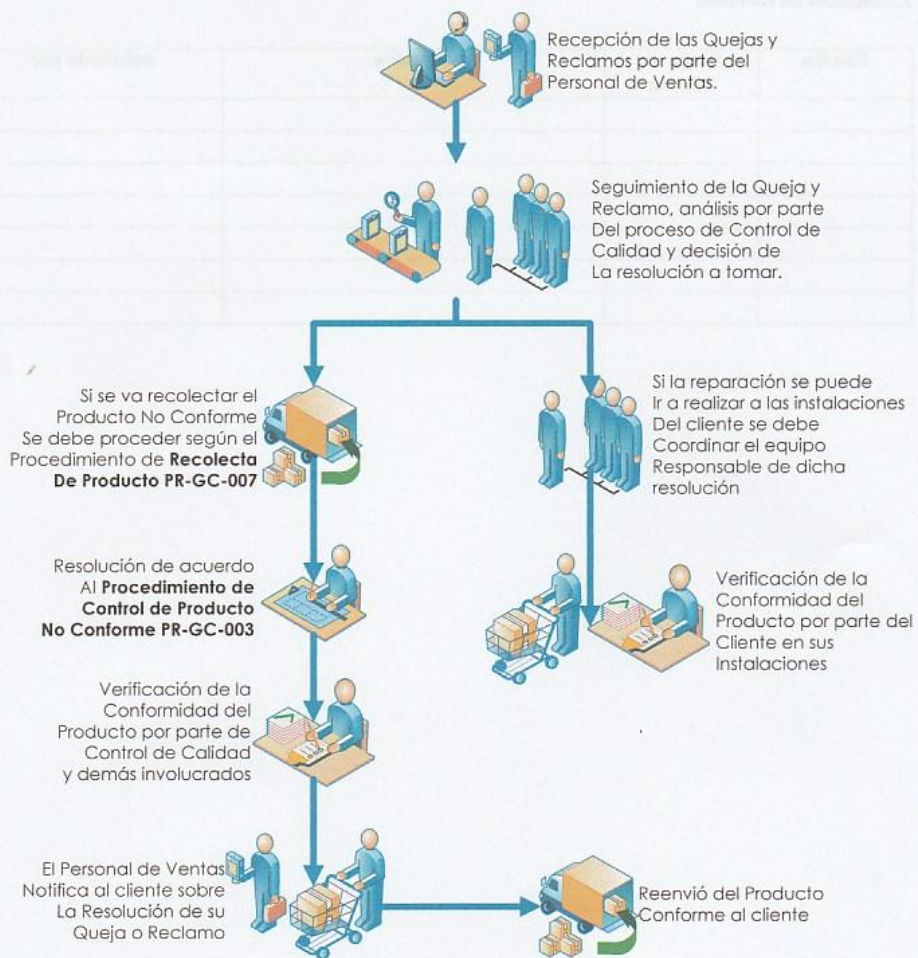 Recepción de las Quejas y
Reclamos por parte del
Personal de Ventas.
Seguimiento de la Queja y
Reclamo, análisis por parte
Del proceso de Control de
Calidad y decisión de
La resolución a tomar.
Si se va recolectar el
Producto No Conforme
Se debe proceder según el
Procedimiento de Recolecta
De Producto PR-GC-007
Si la reparación se puede
Ir a realizar a las instalaciones
Del cliente se debe
Coordinar el equipo
Responsable de dicha
resolución
Resolución de acuerdo
Al Procedimiento de
Control de Producto
No Conforme PR-GC-003
Verificación de la
Conformidad del
Producto por parte del
Cliente en sus
Instalaciones
Verificación de la
Conformidad del
Producto por parte de
Control de Calidad
y demás involucrados
El Personal de Ventas
Notifica al cliente sobre
La Resolución de su
Queja o Reclamo
Reenvió del Producto
Conforme al cliente